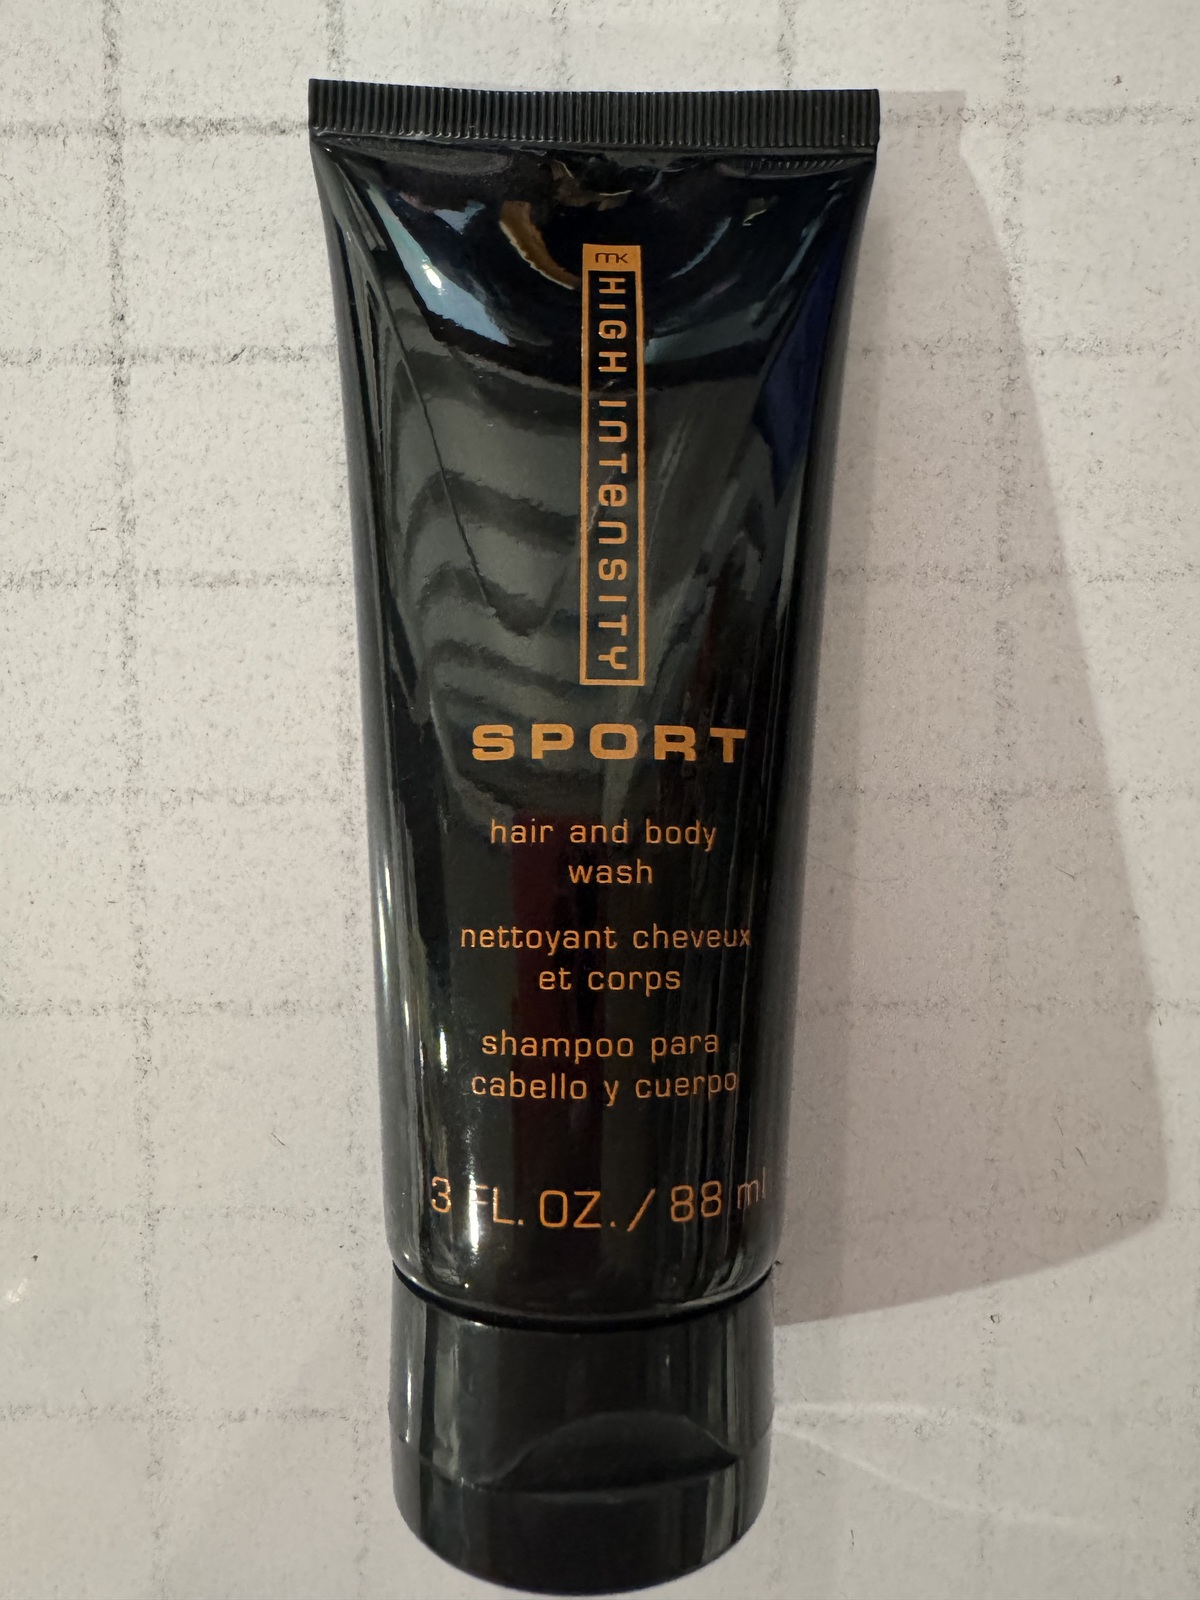 mk
HIGH INTENSITY
SPORT
hair and body
wash
nettoyant cheveux
et corps
shampoo para
cabello y cuerpo
3 FL. OZ. / 88 ml